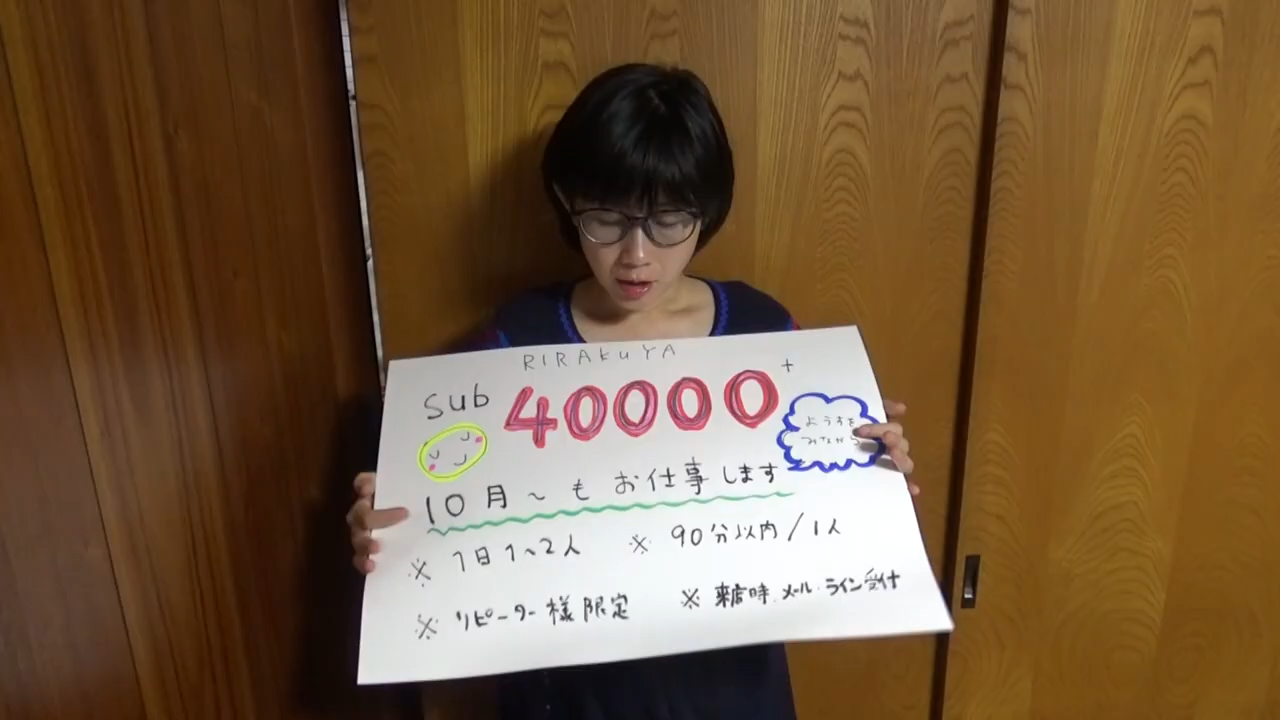 RIRAKUYA
sub 40000+
ようすを
みながら
10月～もお仕事します
※ 1日1～2人 ※ 90分以内/1人
※ リピーター様限定 ※ 来店時.メール.ライン受付